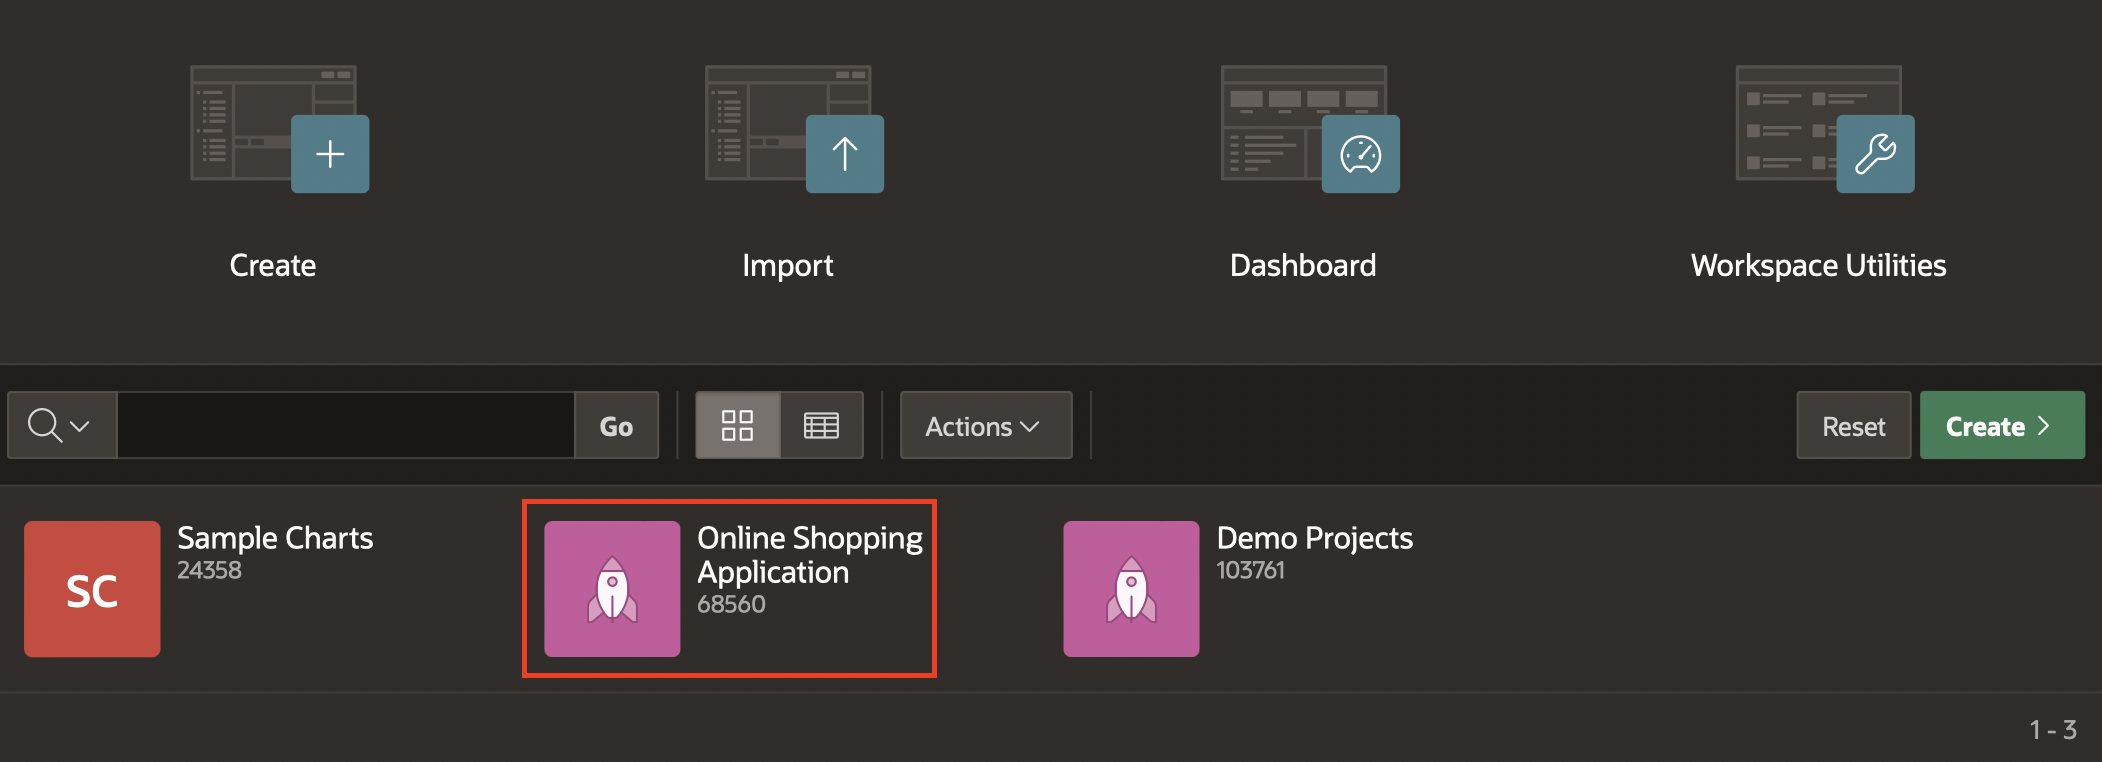 Create
Import
Dashboard
Workspace Utilities
Go
Actions
Reset
Create
SC
Sample Charts
24358
Online Shopping
Application
68560
Demo Projects
103761
1 - 3